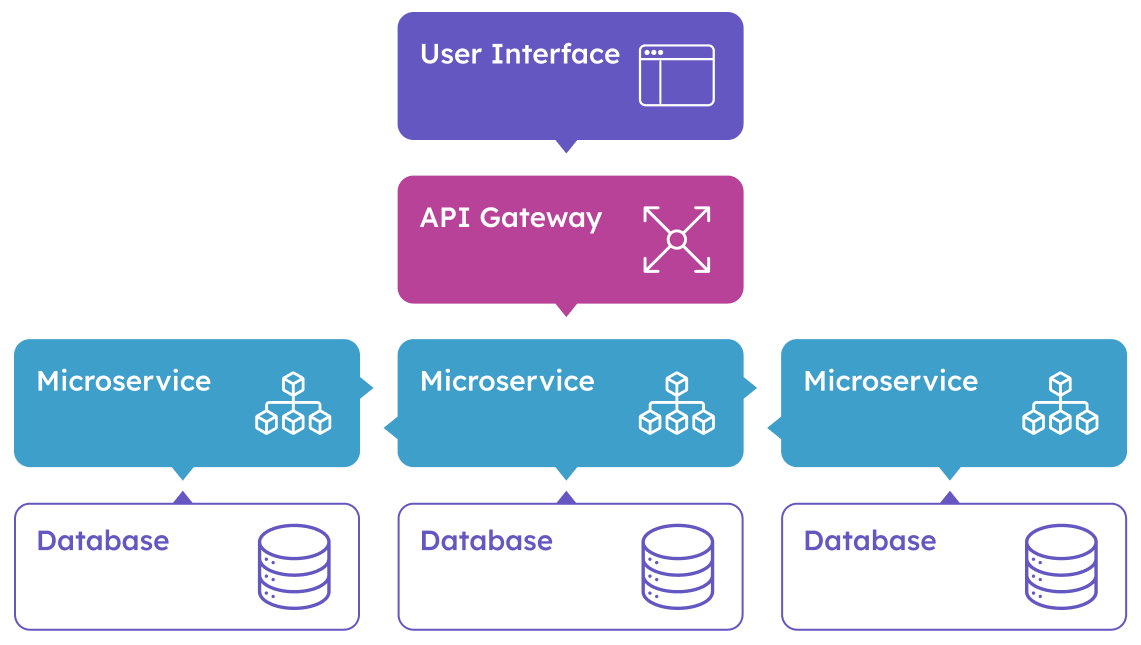 User Interface
API Gateway
Microservice
Microservice
Microservice
Database
Database
Database